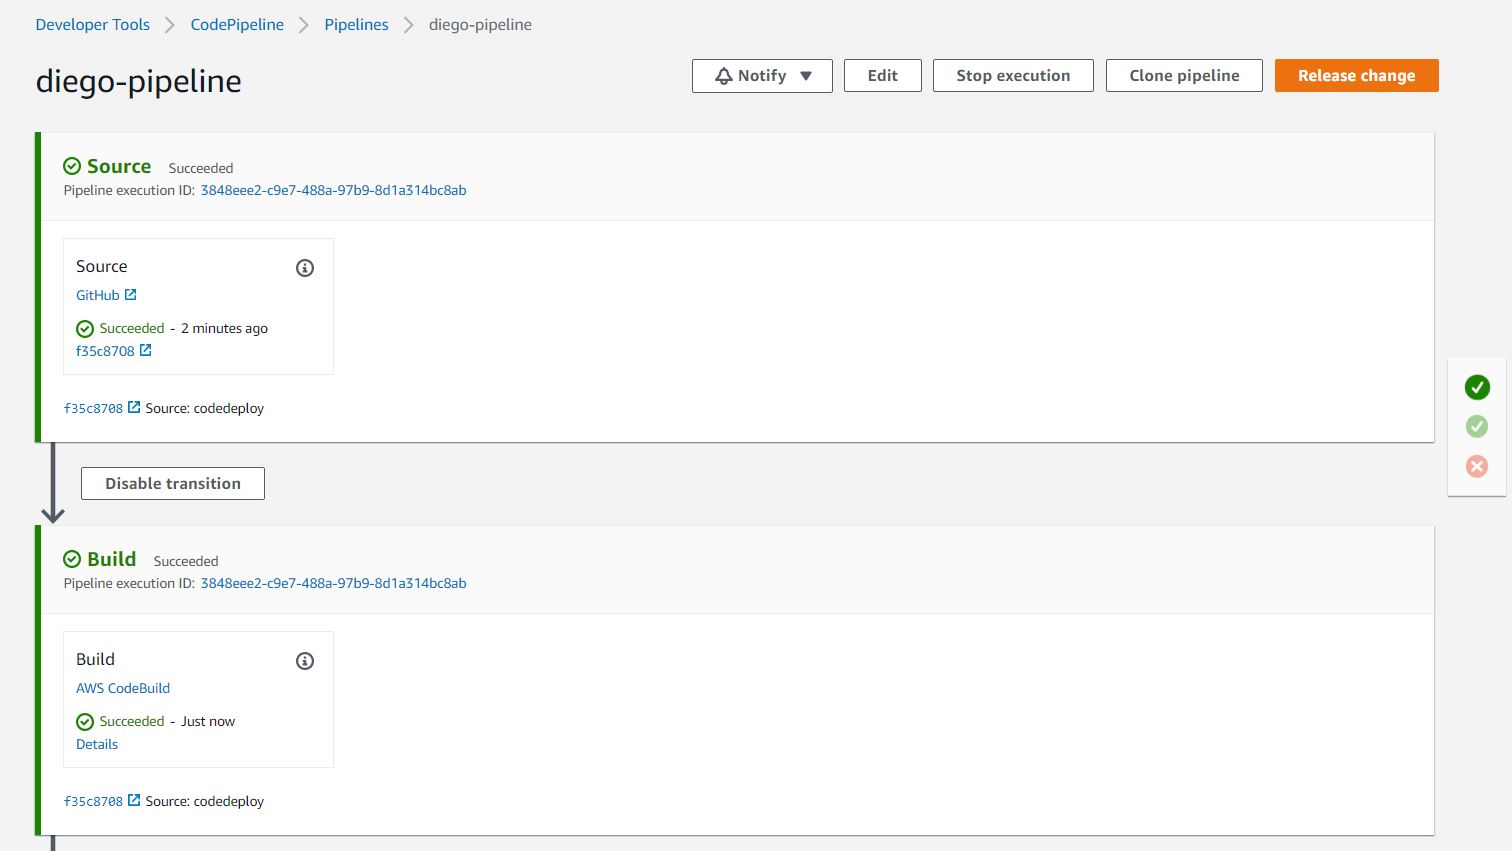 Developer Tools > CodePipeline > Pipelines > diego-pipeline
diego-pipeline
Notify
Edit
Stop execution
Clone pipeline
Release change
Source Succeeded
Pipeline execution ID: 3848eee2-c9e7-488a-97b9-8d1a314bc8ab
Source
GitHub
Succeeded - 2 minutes ago
f35c8708
f35c8708 Source: codedeploy
Disable transition
Build Succeeded
Pipeline execution ID: 3848eee2-c9e7-488a-97b9-8d1a314bc8ab
Build
AWS CodeBuild
Succeeded - Just now
Details
f35c8708 Source: codedeploy